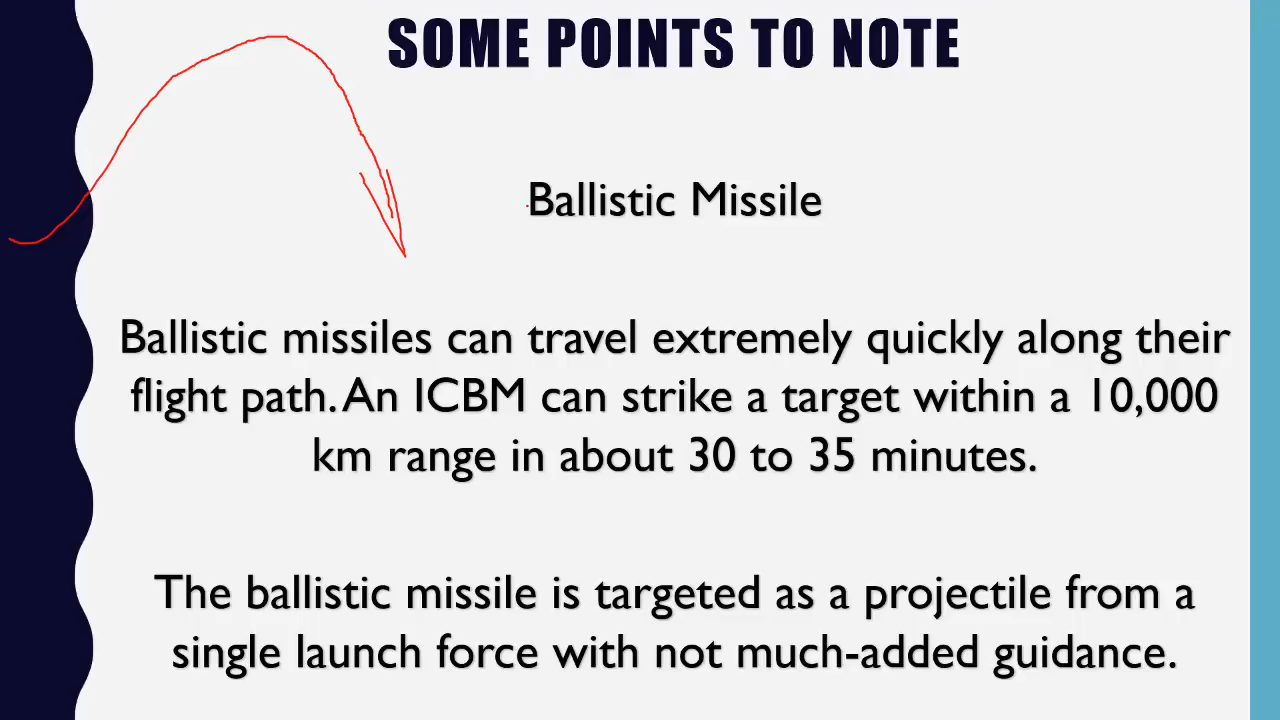 SOME POINTS TO NOTE
Ballistic Missile
Ballistic missiles can travel extremely quickly along their
flight path. An ICBM can strike a target within a 10,000
km range in about 30 to 35 minutes.
The ballistic missile is targeted as a projectile from a
single launch force with not much-added guidance.